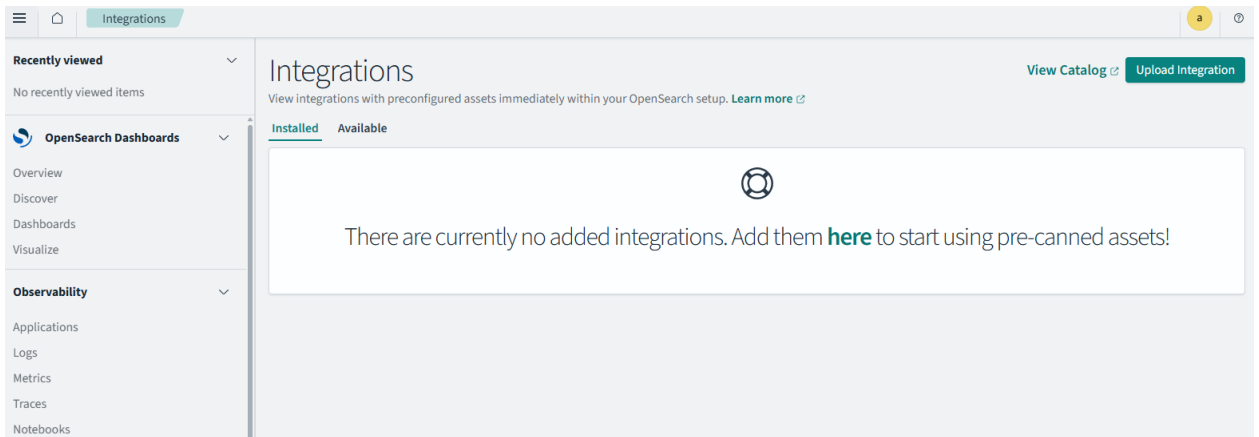 Integrations
a
Recently viewed
No recently viewed items
OpenSearch Dashboards
Overview
Discover
Dashboards
Visualize
Observability
Applications
Logs
Metrics
Traces
Notebooks
Integrations
View Catalog
Upload Integration
View integrations with preconfigured assets immediately within your OpenSearch setup. Learn more
Installed Available
There are currently no added integrations. Add them here to start using pre-canned assets!